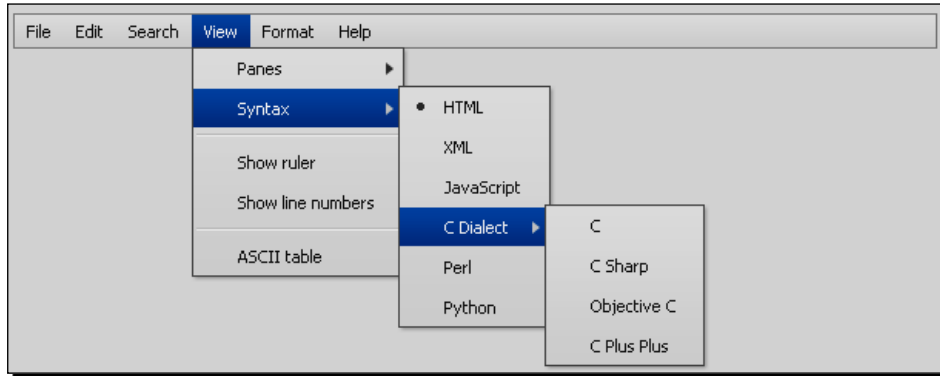 File Edit Search View Format Help
Panes
Syntax
Show ruler
Show line numbers
ASCII table
HTML
XML
JavaScript
C Dialect
Perl
Python
C
C Sharp
Objective C
C Plus Plus